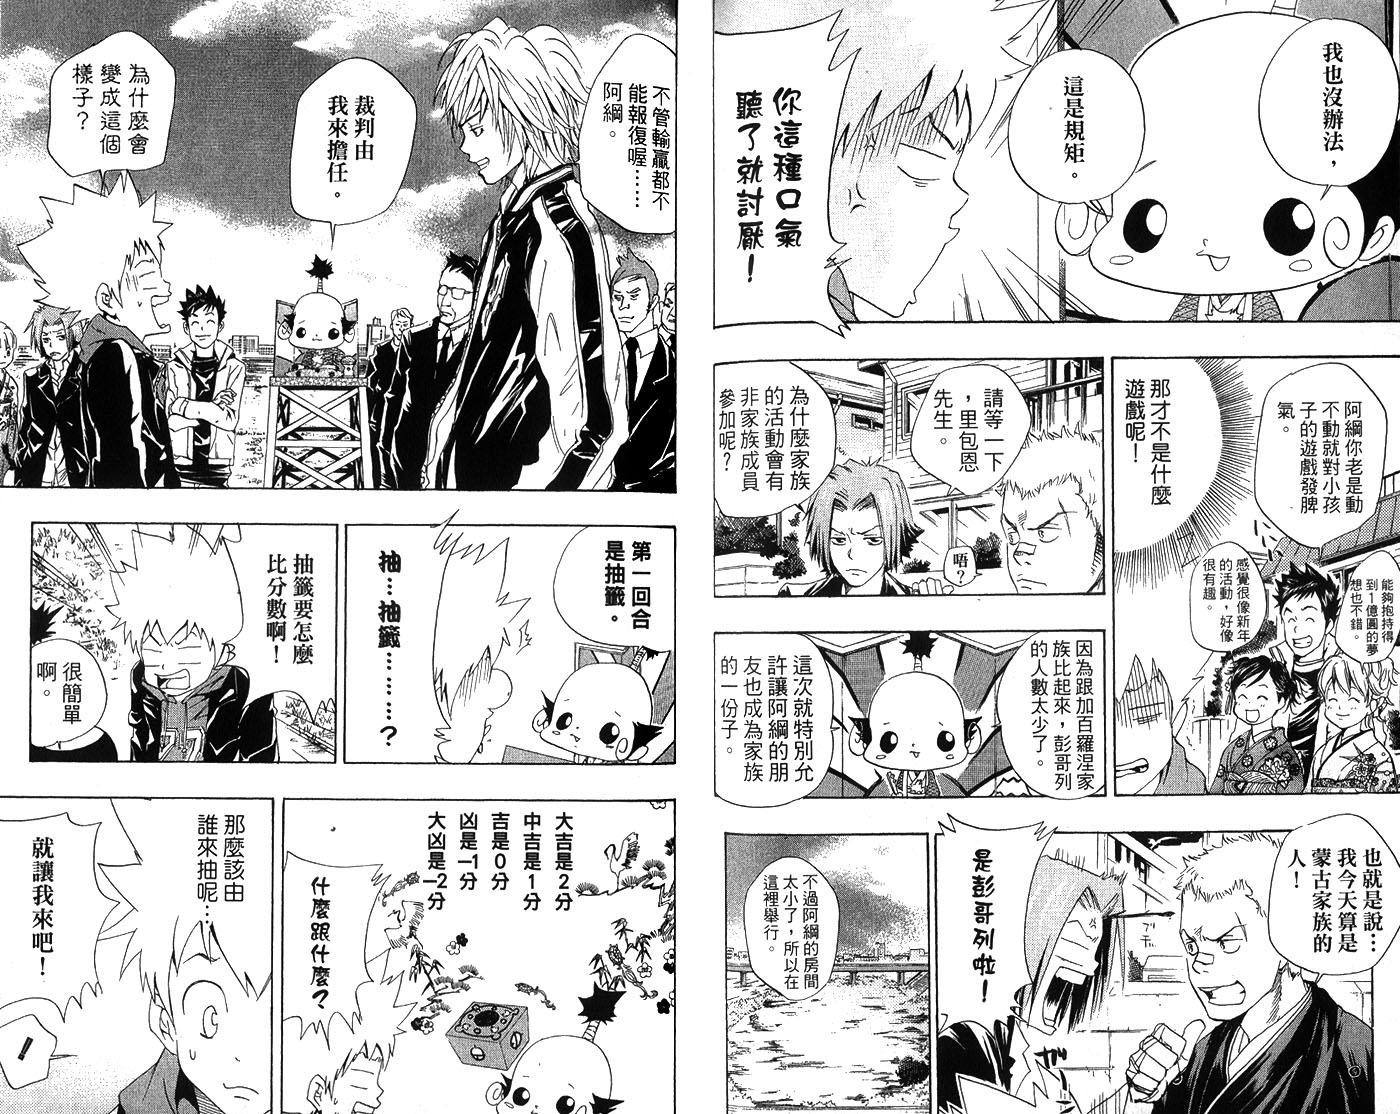 我也沒辦法，
這是規矩。
你這種口氣
聽了就討厭！
阿綱你老是動
不動就對小孩
子的遊戲發脾
氣。
那才不是什麼
遊戲呢！
能夠抱持得
到1億圓的夢
想也不錯。
感覺很像新年
的活動，好像
很有趣。
請等一下
，里包恩
先生。
為什麼家族
的活動會有
非家族成員
參加呢？
唔？
因為跟加百羅涅家
族比起來，彭哥列
的人數太少了。
這次就特別允
許讓阿綱的朋
友也成為家族
的一份子。
也就是說…
我今天算是
蒙古家族的
人！
是彭哥列啦！
ガ
不過阿綱的房間
太小了，所以在
這裡舉行。
不管輸贏都不
能報復喔……
阿綱。
裁判由
我來擔任。
為什麼會
變成這個
樣子？
第一回合
是抽籤。
抽…抽籤………？
抽籤要怎麼
比分數啊！
很簡單
啊。
大吉是2分
中吉是1分
吉是0分
凶是－1分
大凶是－2分
什麼跟什麼？
那麼該由
誰來抽呢…
就讓我來吧！
！